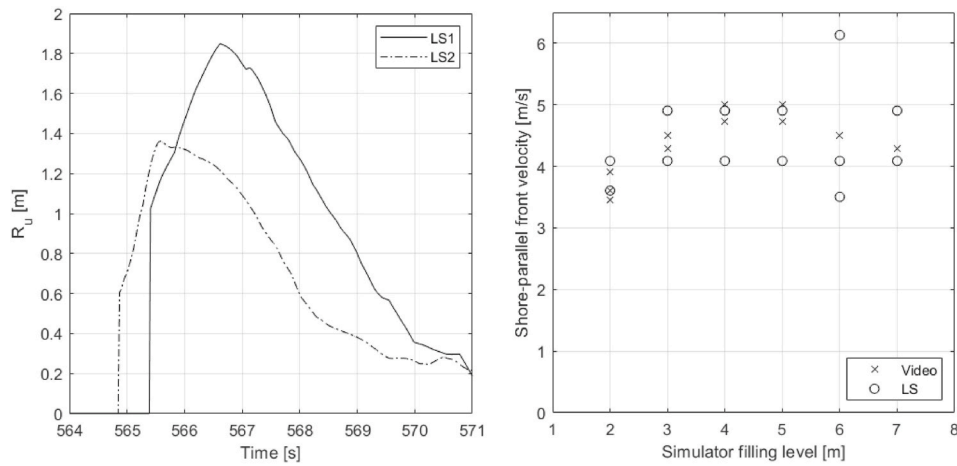 2
1.8
1.6
1.4
1.2
1
0.8
0.6
0.4
0.2
0
R_u [m]
564 565 566 567 568 569 570 571
Time [s]
LS1
LS2
6
5
4
3
2
1
0
Shore-parallel front velocity [m/s]
1 2 3 4 5 6 7 8
Simulator filling level [m]
Video
LS